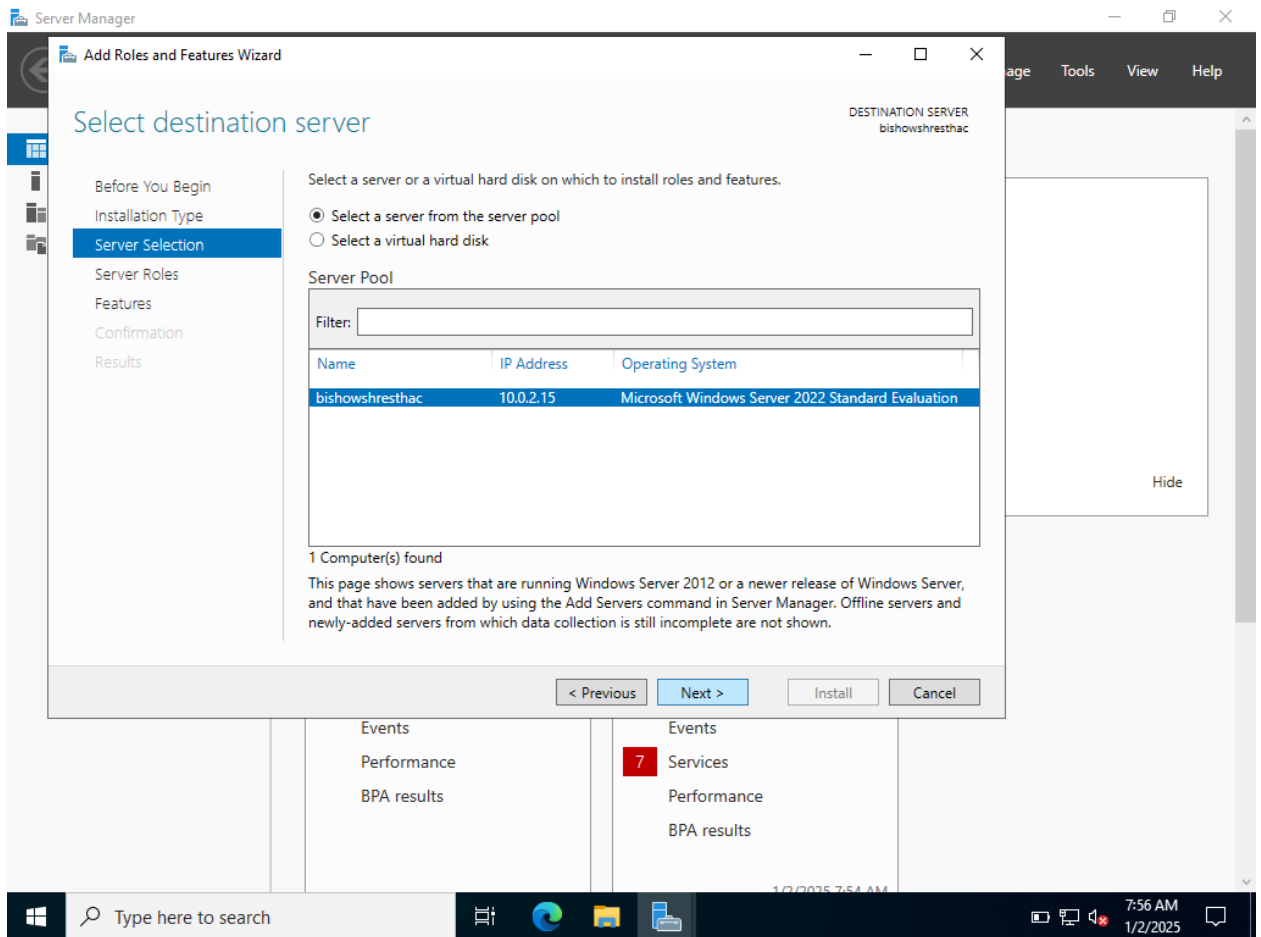 Server Manager
Add Roles and Features Wizard
age Tools View Help
Select destination server
DESTINATION SERVER
bishowshresthac
Before You Begin
Installation Type
Server Selection
Server Roles
Features
Confirmation
Results
Select a server or a virtual hard disk on which to install roles and features.
Select a server from the server pool
Select a virtual hard disk
Server Pool
Filter:
Name IP Address Operating System
bishowshresthac 10.0.2.15 Microsoft Windows Server 2022 Standard Evaluation
1 Computer(s) found
This page shows servers that are running Windows Server 2012 or a newer release of Windows Server,
and that have been added by using the Add Servers command in Server Manager. Offline servers and
newly-added servers from which data collection is still incomplete are not shown.
< Previous Next > Install Cancel
Hide
Events
Performance
BPA results
Events
7 Services
Performance
BPA results
1/2/2025 7:54 AM
Type here to search
7:56 AM
1/2/2025